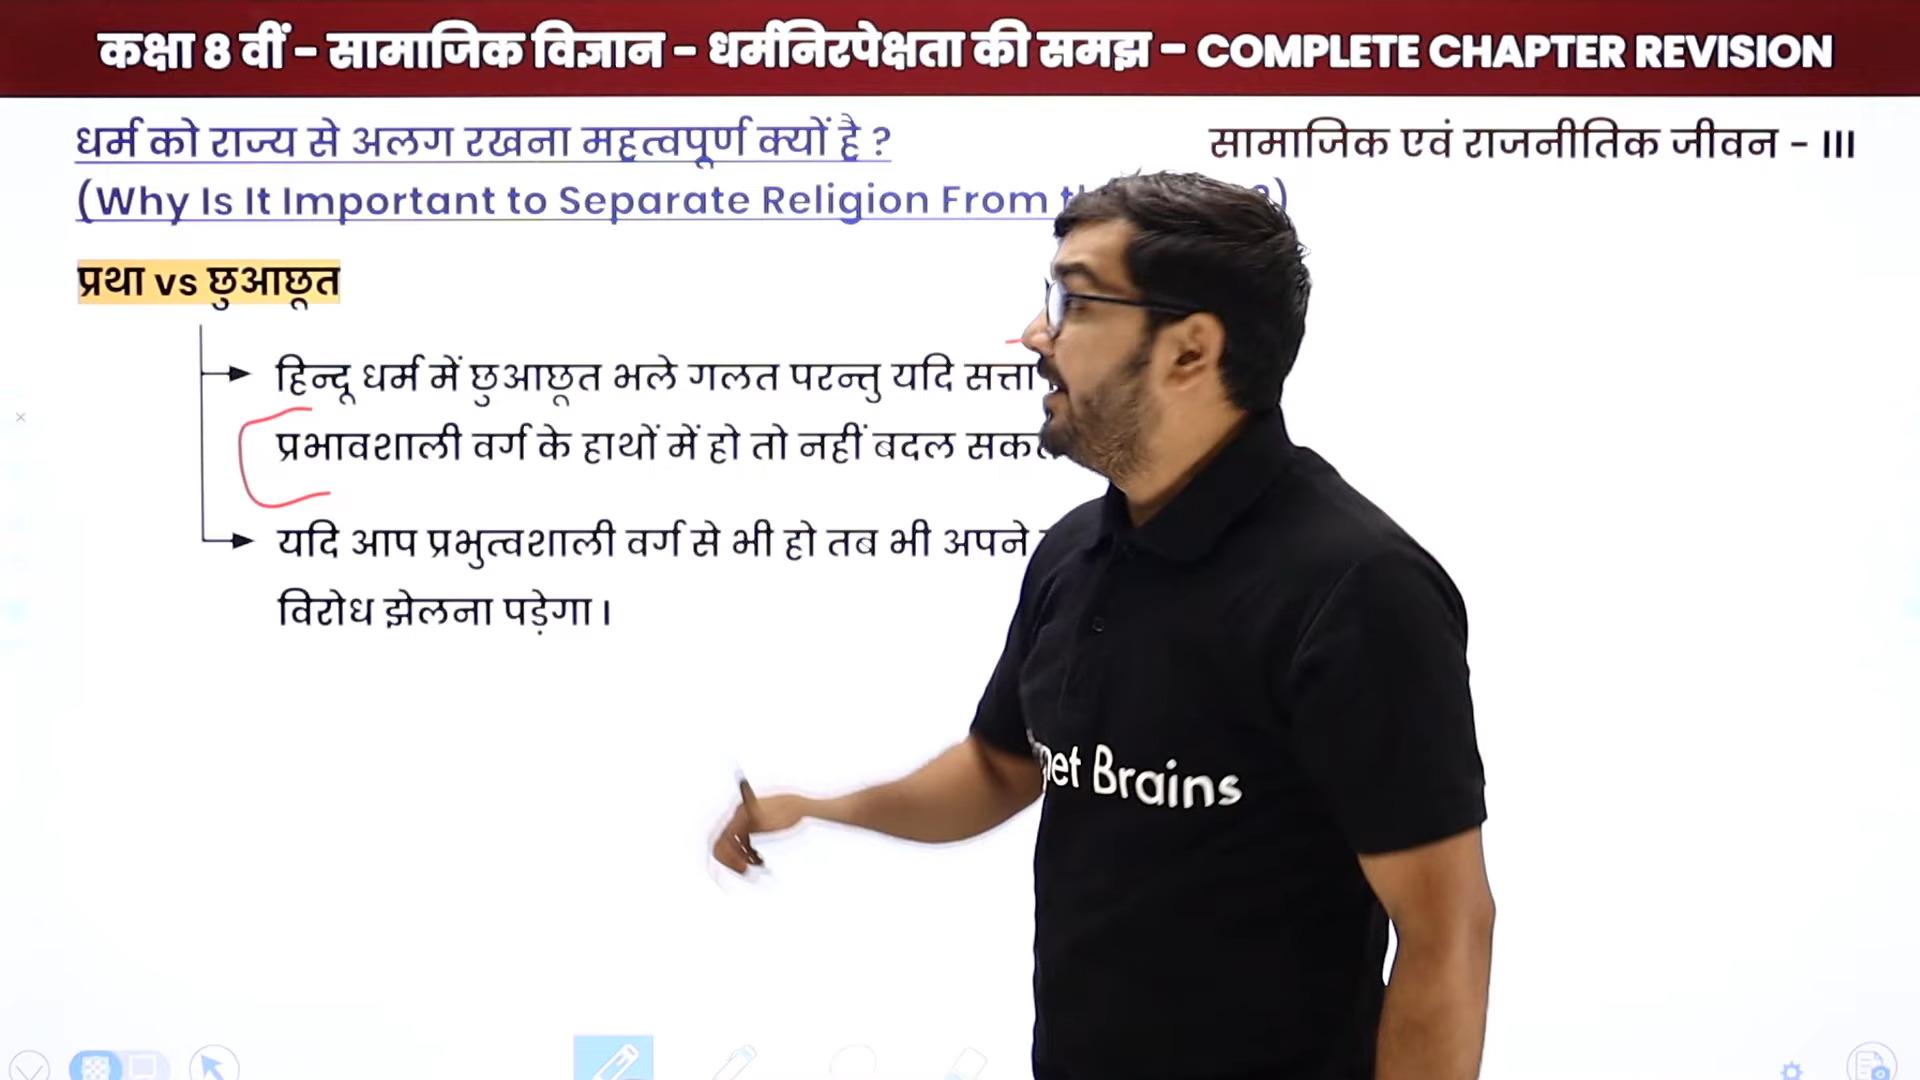 कक्षा 8 वीं - सामाजिक विज्ञान - धर्मनिरपेक्षता की समझ - COMPLETE CHAPTER REVISION
धर्म को राज्य से अलग रखना महत्वपूर्ण क्यों है ?
सामाजिक एवं राजनीतिक जीवन - III
(Why Is It Important to Separate Religion From
प्रथा vs छुआछूत
हिन्दू धर्म में छुआछूत भले गलत परन्तु यदि सत्ता
प्रभावशाली वर्ग के हाथों में हो तो नहीं बदल
यदि आप प्रभुत्वशाली वर्ग से भी हो तब भी अपने
विरोध झेलना पड़ेगा।
Brains